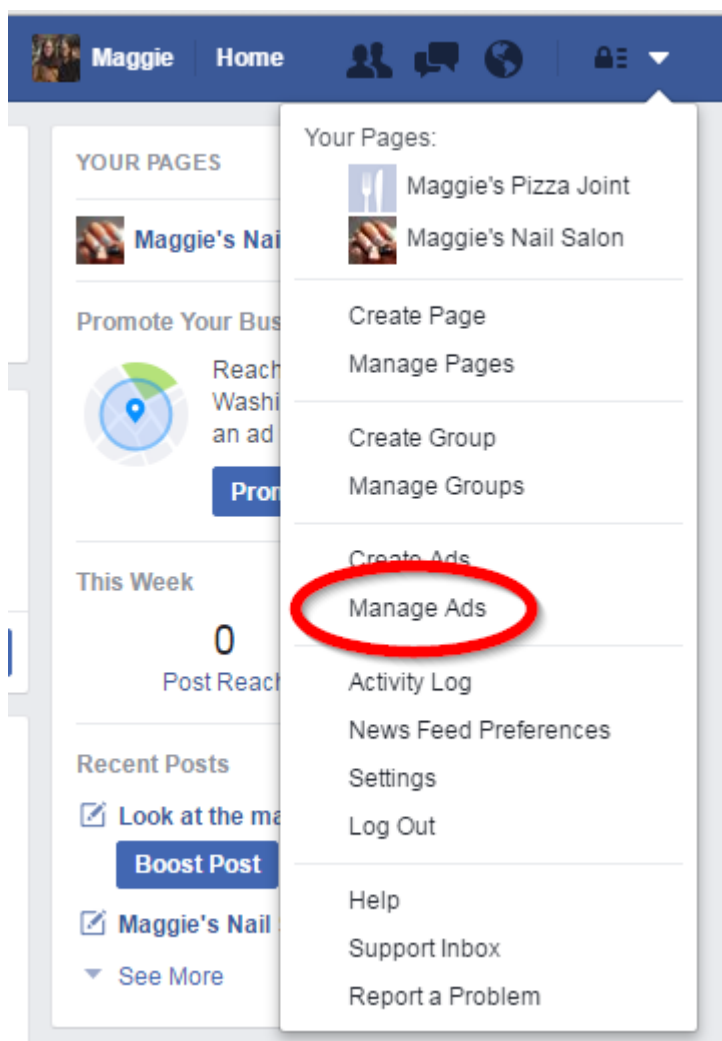 Maggie Home
YOUR PAGES
Maggie's Nai
Promote Your Bus
Reach
Washi
an ad
Pron
This Week
0
Post Reach
Recent Posts
Look at the ma
Boost Post
Maggie's Nail
See More
Your Pages:
Maggie's Pizza Joint
Maggie's Nail Salon
Create Page
Manage Pages
Create Group
Manage Groups
Create Ads
Manage Ads
Activity Log
News Feed Preferences
Settings
Log Out
Help
Support Inbox
Report a Problem